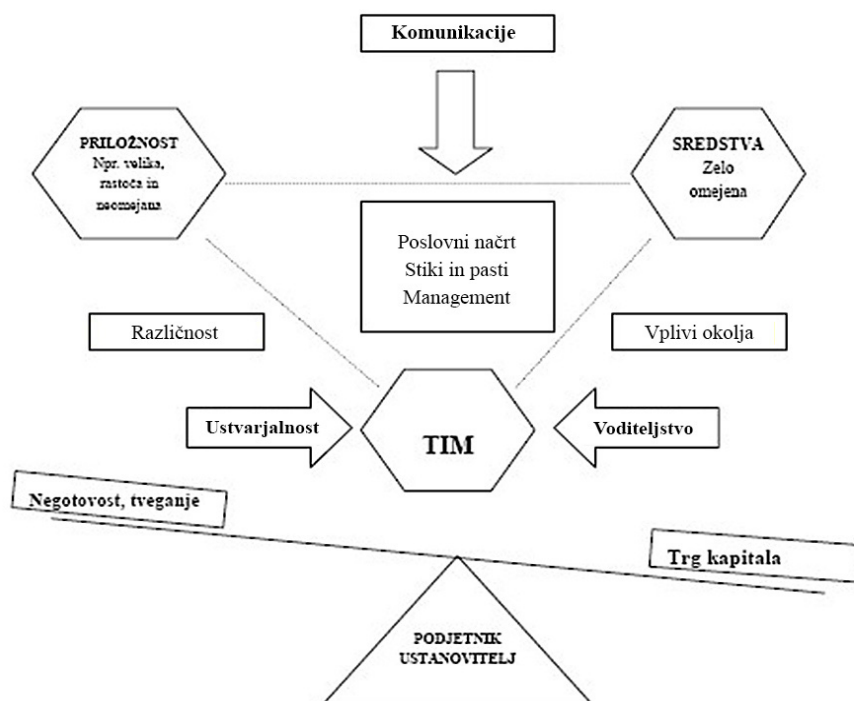 Komunikacije
PRILOŽNOST
Npr. velika,
rastoča in
neomejana
SREDSTVA
Zelo
omejena
Poslovni načrt
Stiki in pasti
Management
Različnost
Vplivi okolja
Ustvarjalnost
TIM
Voditeljstvo
Negotovost, tveganje
Trg kapitala
PODJETNIK
USTANOVITELJ